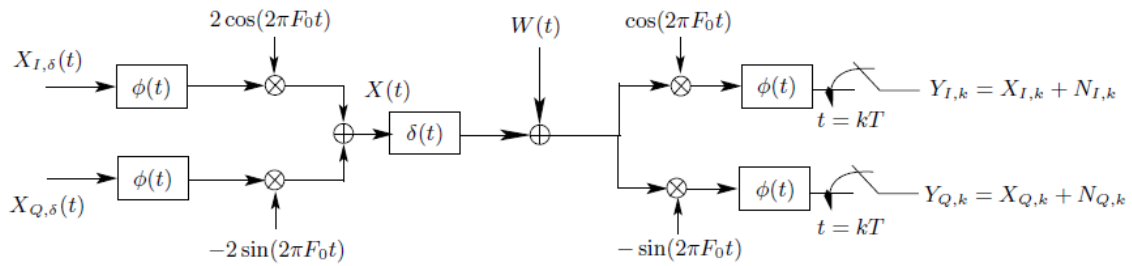 2 cos(2πF₀t)
W(t)
cos(2πF₀t)
X_{I,δ}(t)
ϕ(t)
X(t)
ϕ(t)
Y_{I,k} = X_{I,k} + N_{I,k}
t = kT
δ(t)
ϕ(t)
X_{Q,δ}(t)
ϕ(t)
Y_{Q,k} = X_{Q,k} + N_{Q,k}
t = kT
−2 sin(2πF₀t)
− sin(2πF₀t)